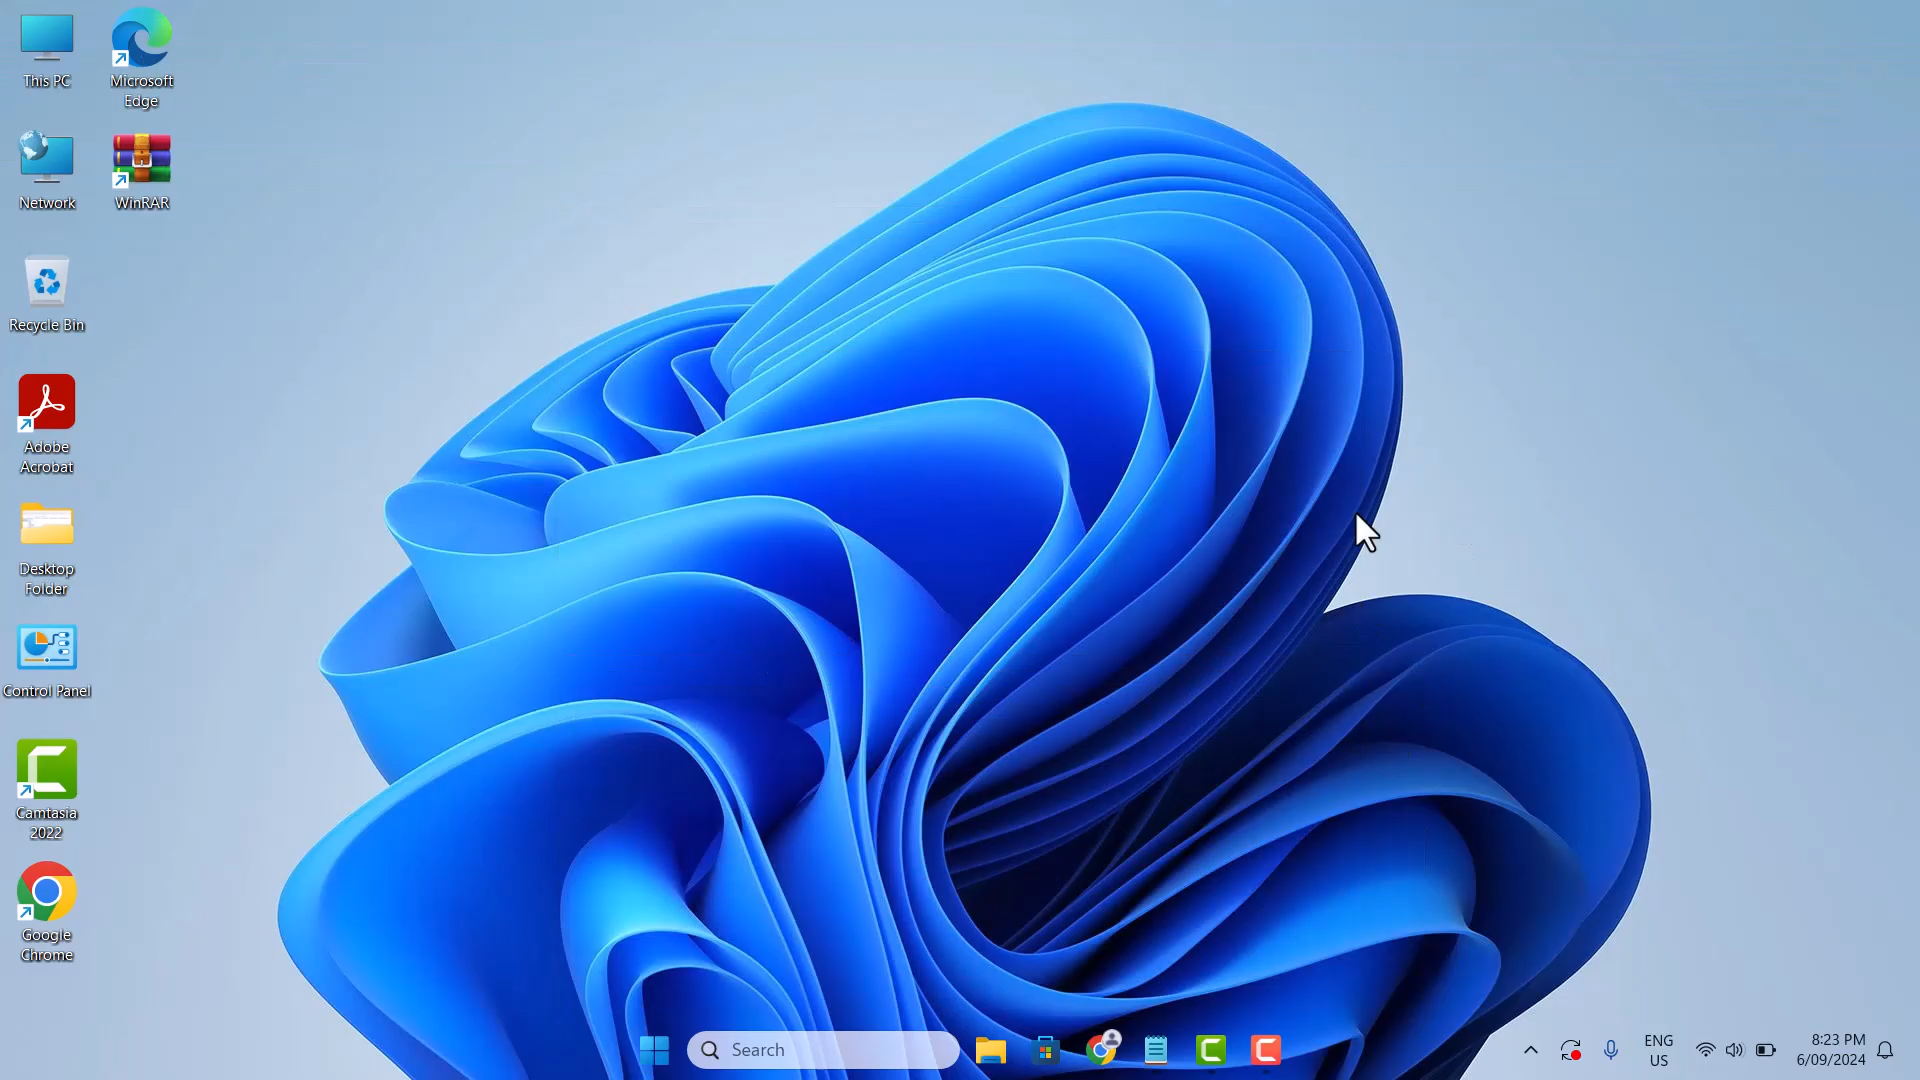 This PC
Microsoft
Edge
Network
WinRAR
Recycle Bin
Adobe
Acrobat
Desktop
Folder
Control Panel
Camtasia
2022
Google
Chrome
Search
ENG
US
8:23 PM
6/09/2024